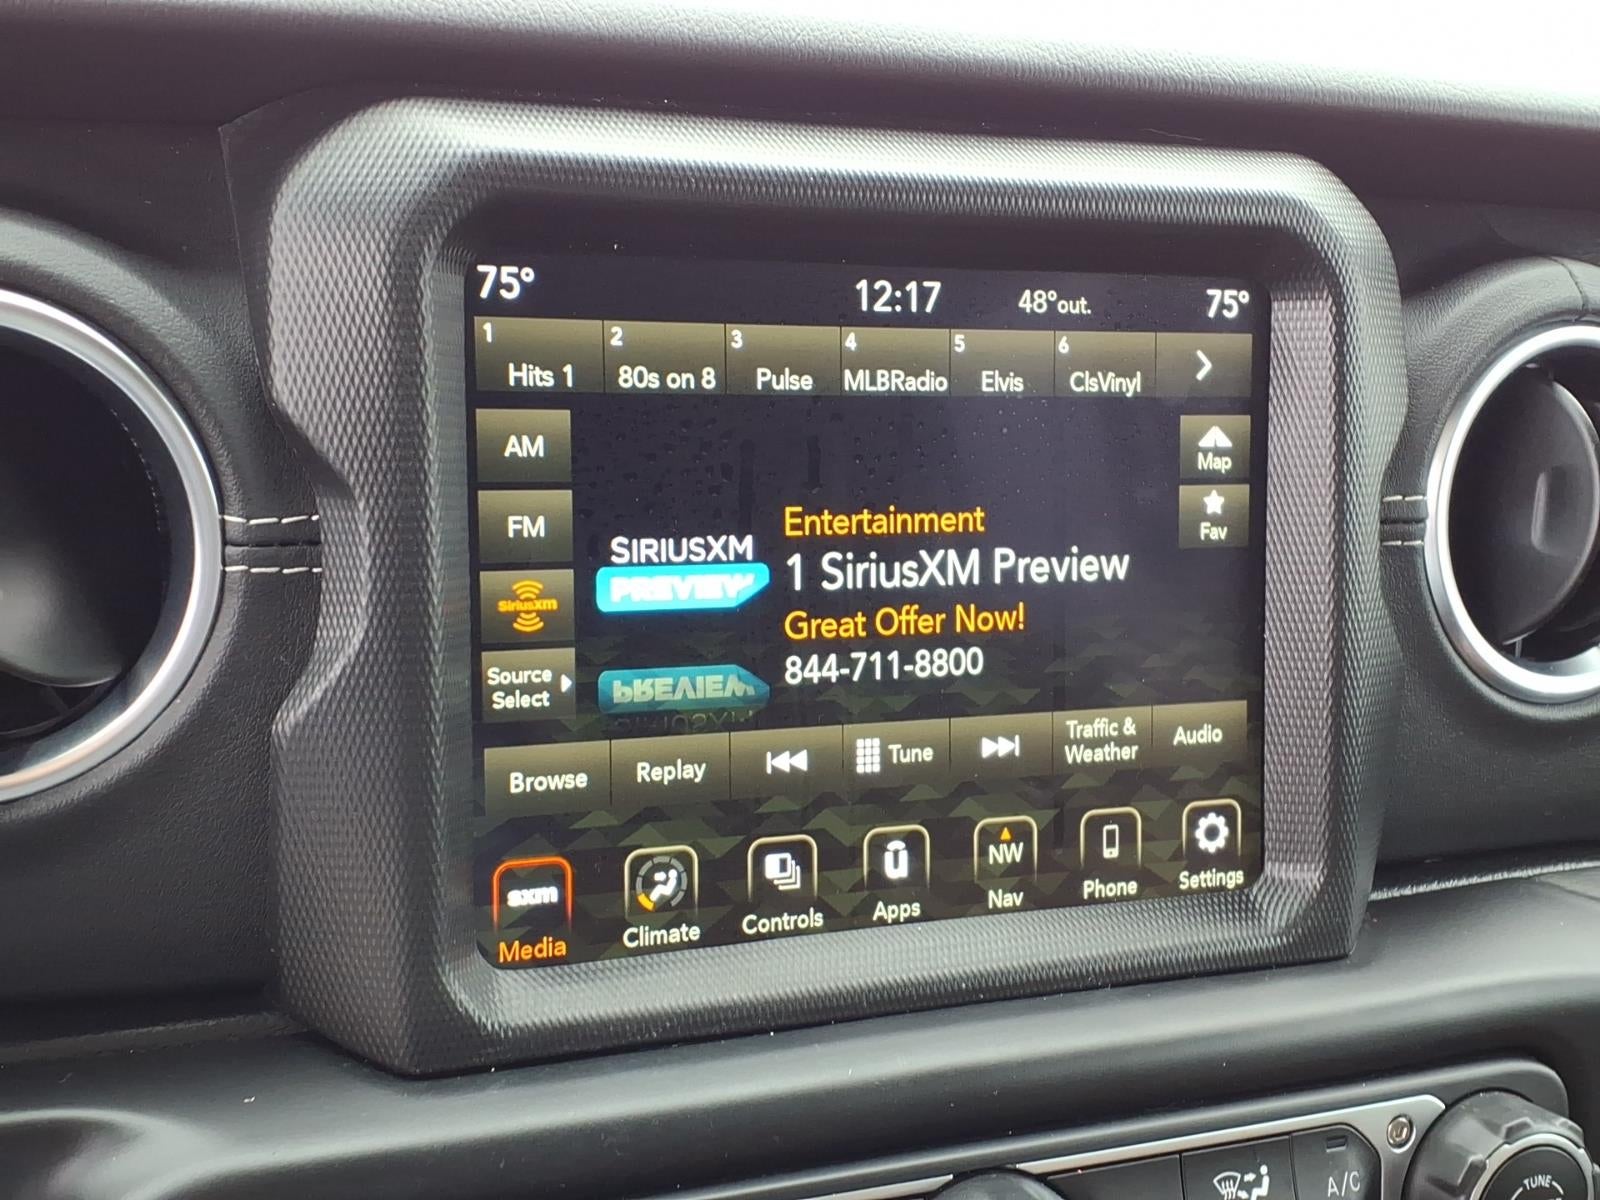 75° 12:17 48°out. 75°
1 2 3 4 5 6
Hits 1 80s on 8 Pulse MLBRadio Elvis ClsVinyl
AM
Map
FM
Fav
Entertainment
SIRIUSXM
1 SiriusXM Preview
PREVIEW
SiriusXm
Great Offer Now!
844-711-8800
Source
Select
PREVIEW
SIRIUSXM
Browse Replay Tune Traffic &
Weather Audio
sxm NW
Media Climate Controls Apps Nav Phone Settings
A/C TUNE